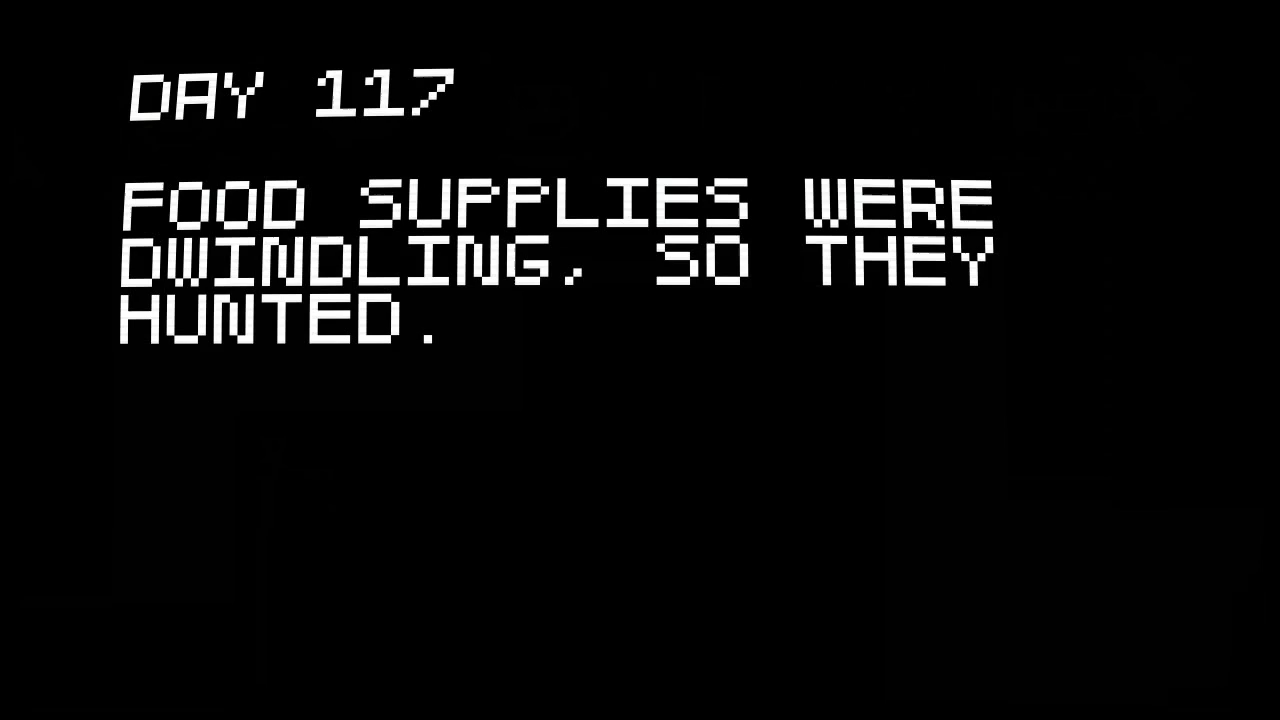 DAY 117
FOOD SUPPLIES WERE
DWINDLING, SO THEY
HUNTED.